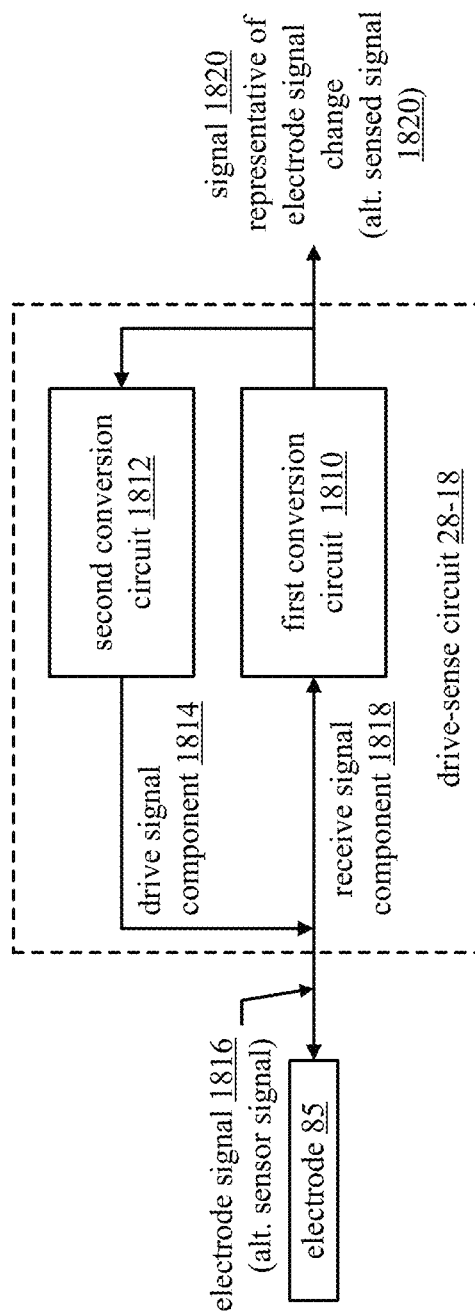 electrode signal 1816
(alt. sensor signal)
electrode 85
drive signal
component 1814
receive signal
component 1818
second conversion
circuit 1812
first conversion
circuit 1810
drive-sense circuit 28-18
signal 1820
representative of
electrode signal
change
(alt. sensed signal
1820)